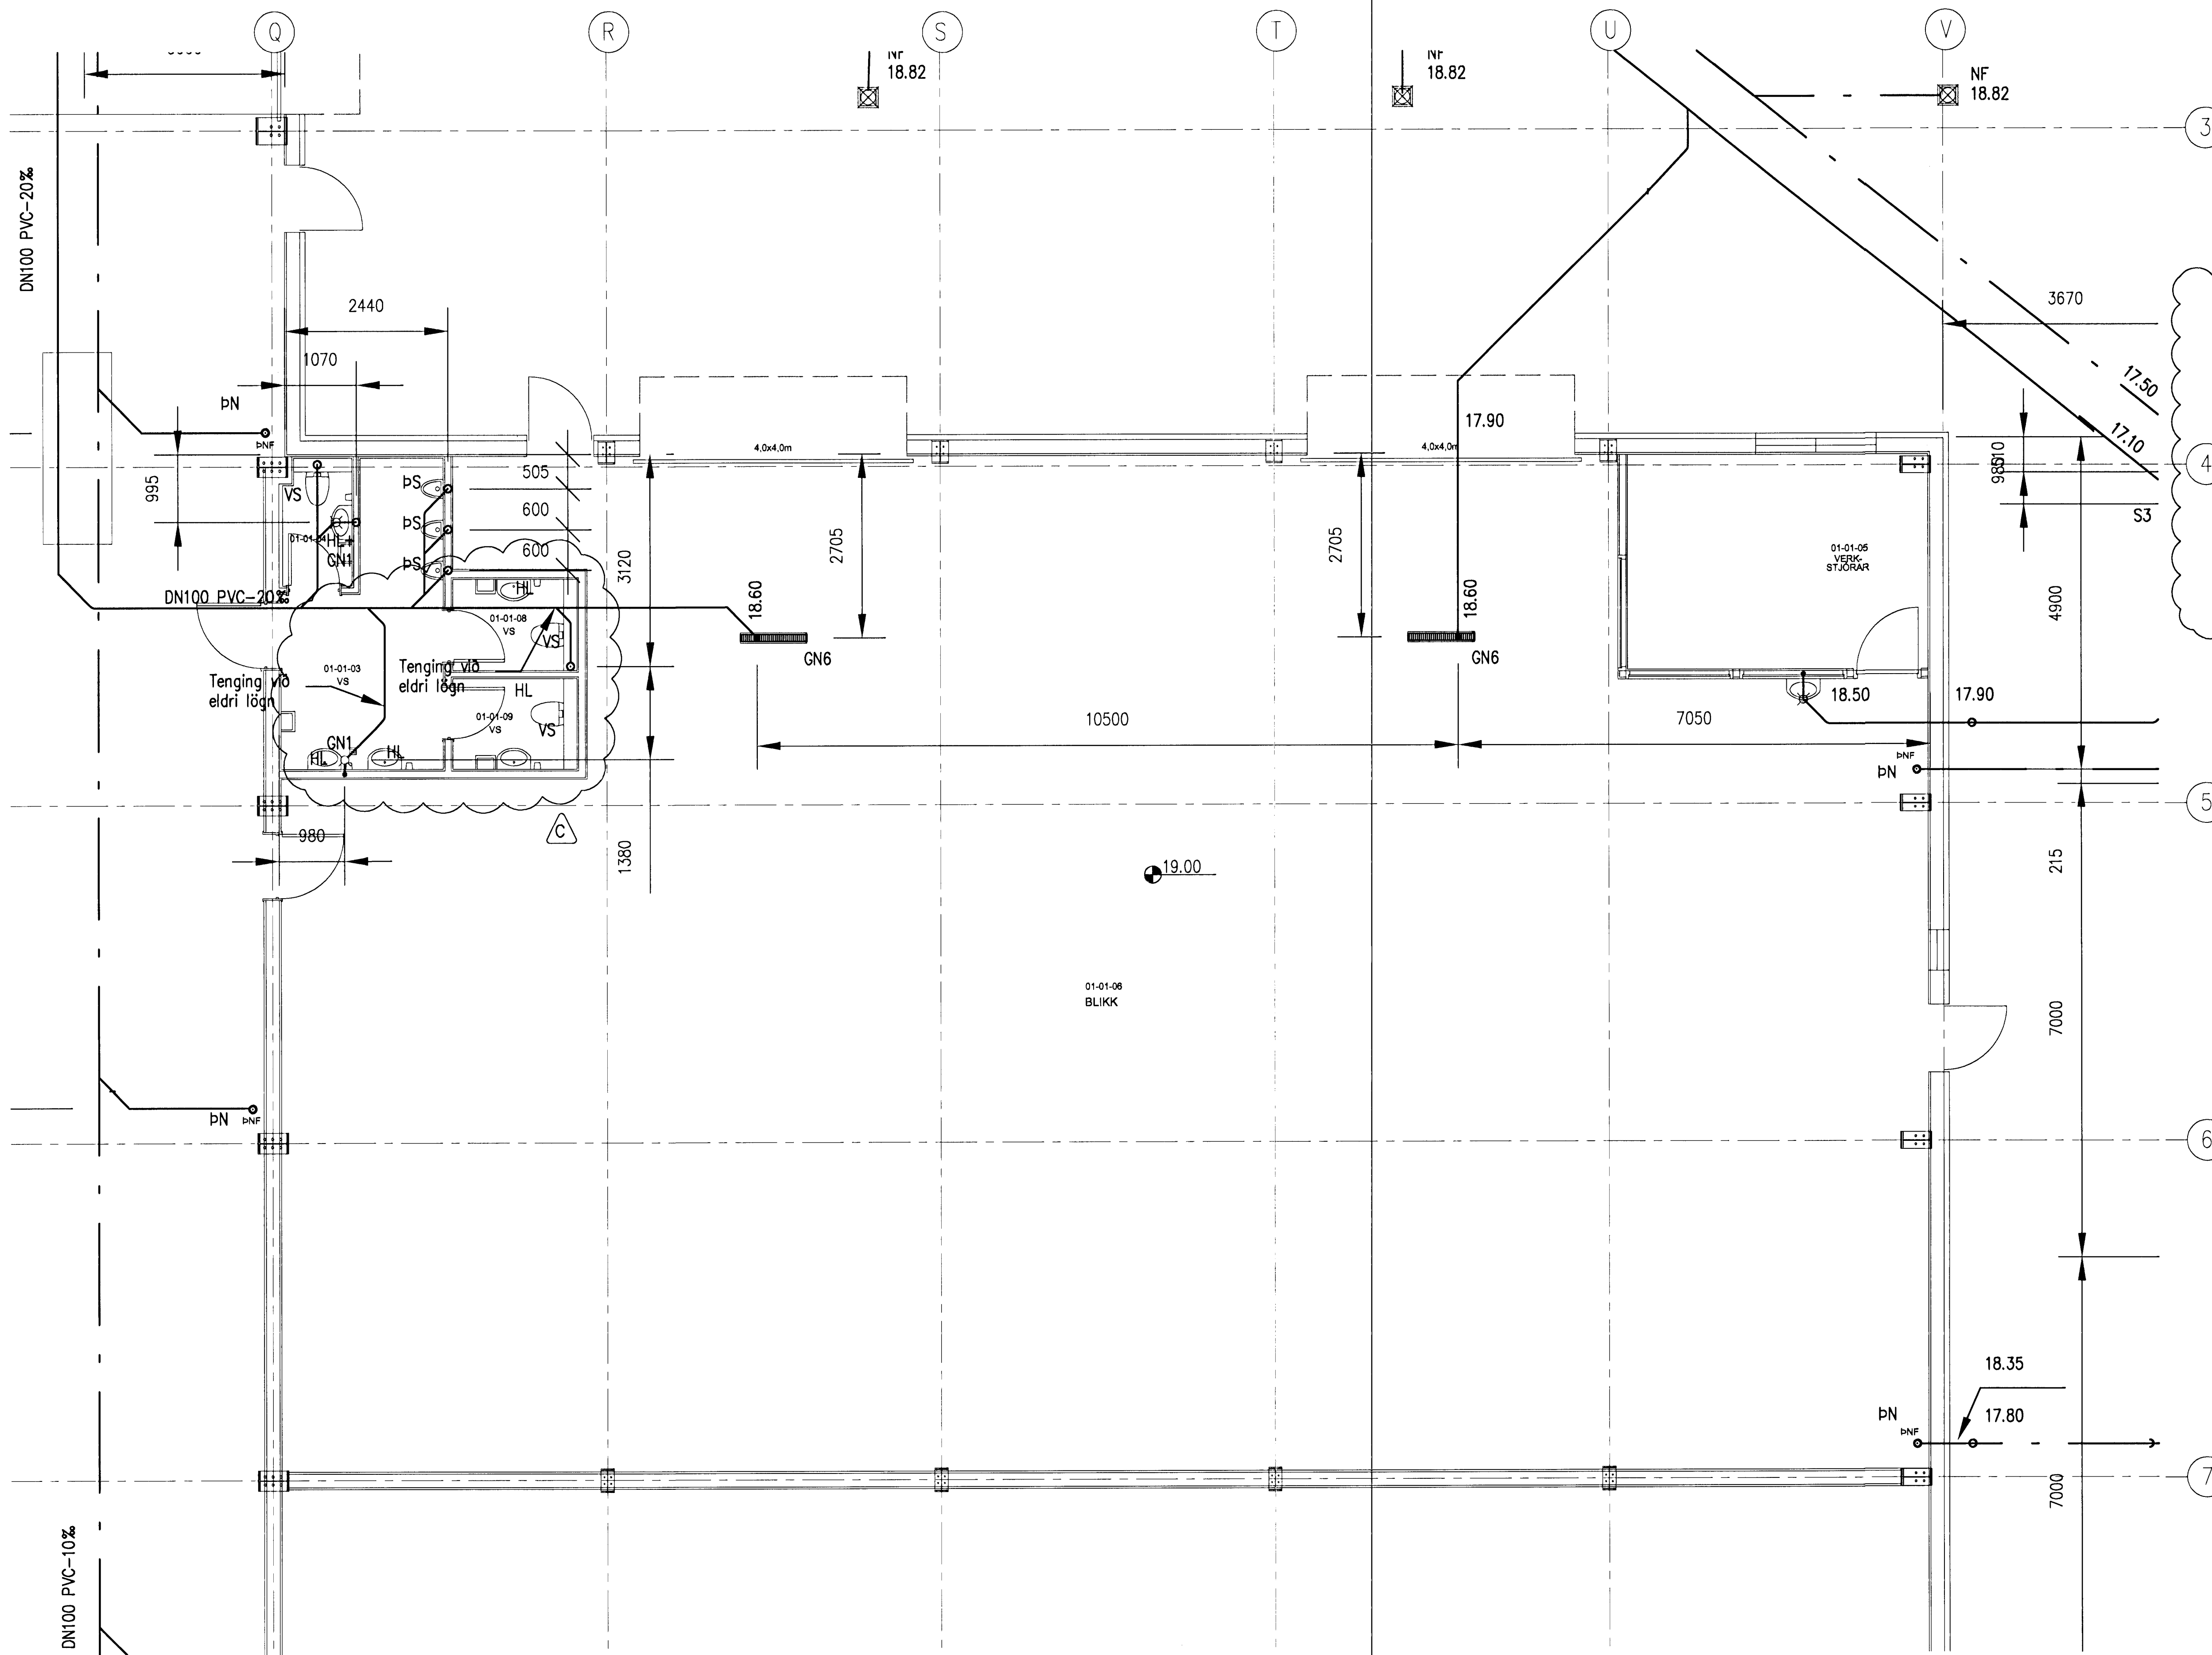 Q
R
S
T
U
V
NF
18.82
NF
18.82
NF
18.82
3
DN100 PVC-20‰
2440
1070
3670
ÞN
ÞNF
17.50
17.10
17.90
4,0x4,0m
4,0x4,0m
4
995
VS
ÞS
505
ÞS
600
ÞS
600
01-01-04
HL
GN1
3120
2705
2705
510
985
S3
01-01-05
VERK-
STJÓRAR
DN100 PVC-20‰
HL
18.60
18.60
4900
01-01-08
VS
VS
GN6
GN6
01-01-03
VS
Tenging við
eldri lögn
Tenging við
eldri lögn
HL
18.50
17.90
01-01-09
VS
VS
10500
7050
GN1
HL
HL
ÞNF
ÞN
5
980
C
1380
19.00
215
01-01-06
BLIKK
7000
ÞN
ÞNF
6
18.35
ÞN
17.80
ÞNF
7
7000
DN100 PVC-10‰